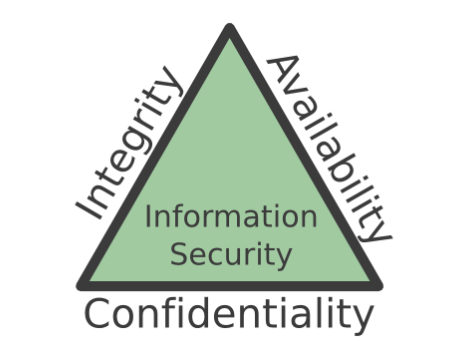 Integrity
Availability
Information
Security
Confidentiality